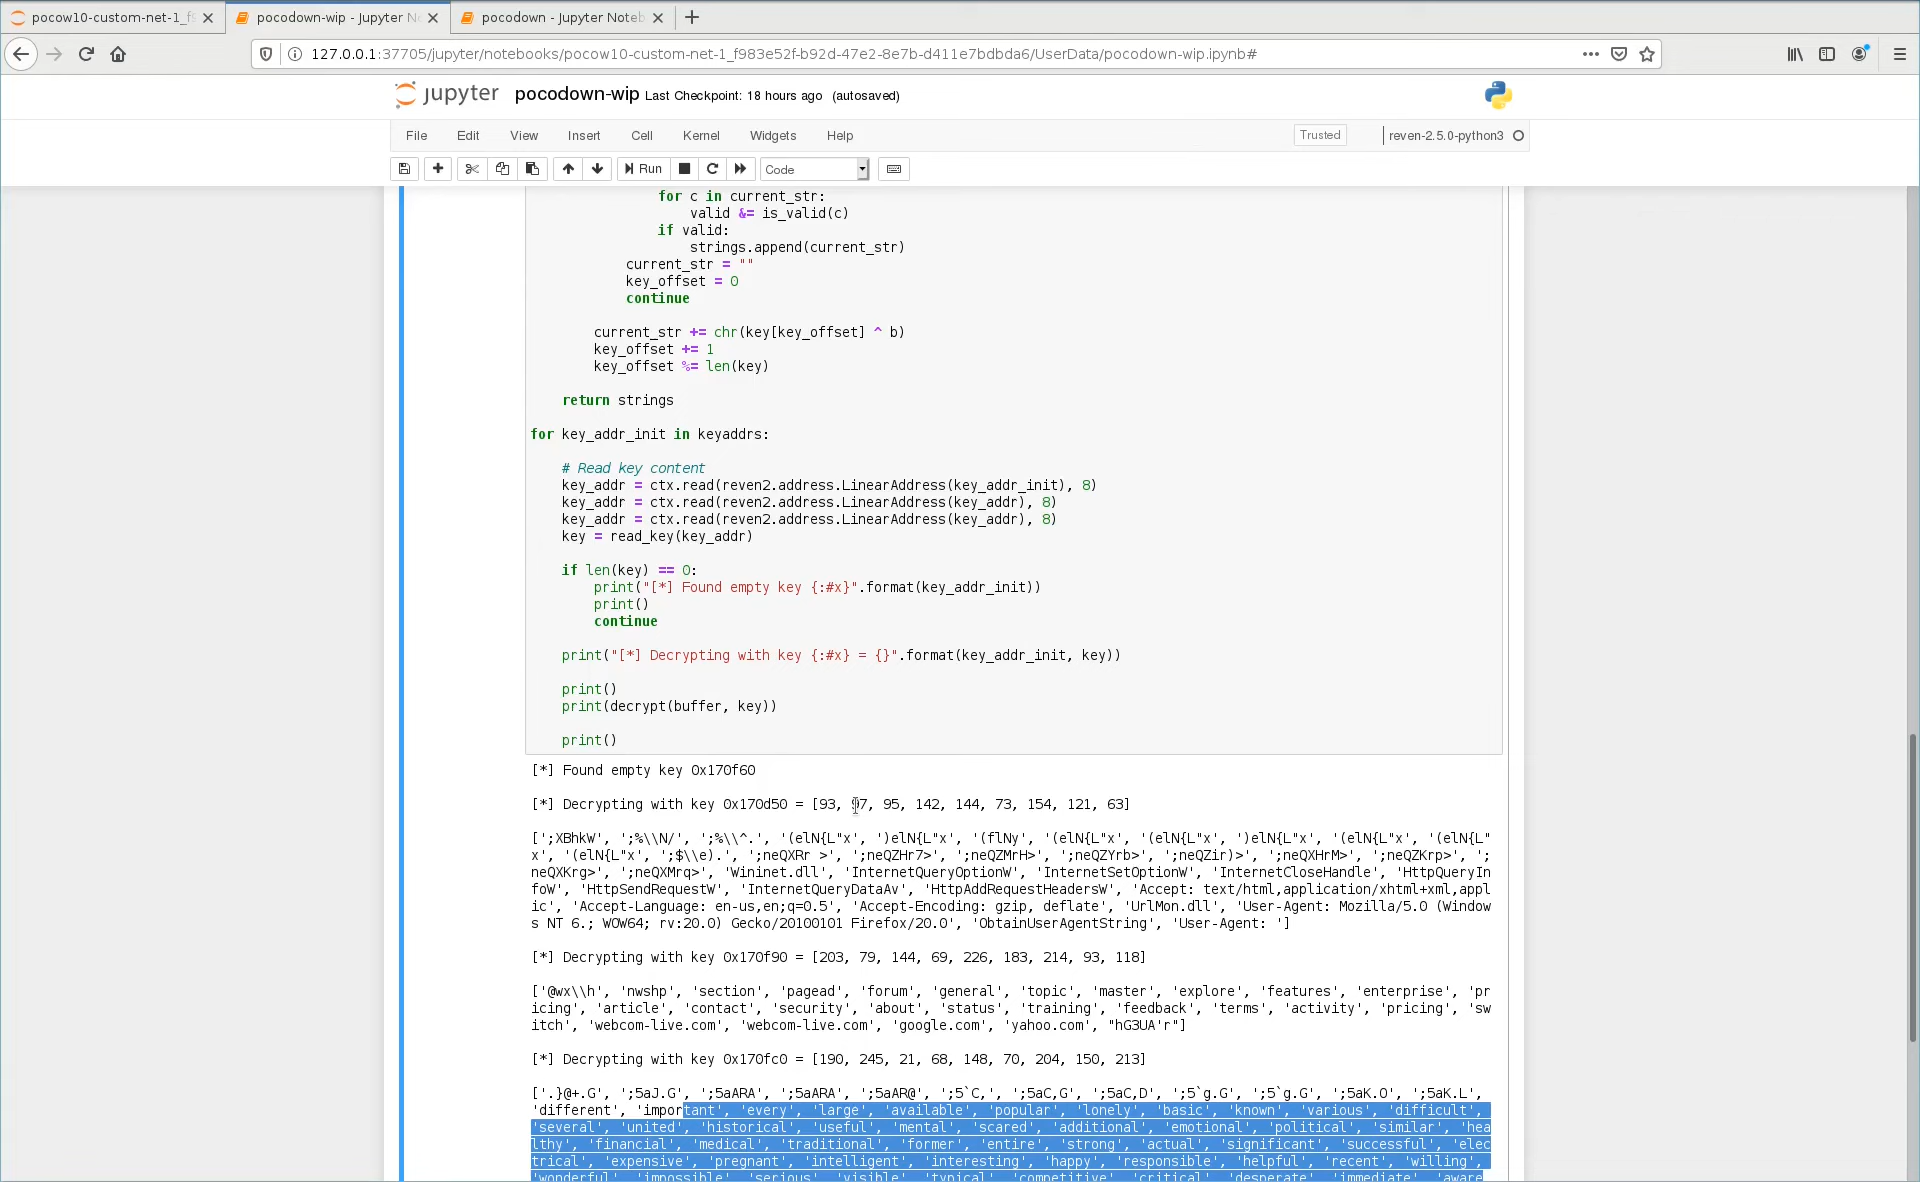 pocow10-custom-net-1_f9
pocodown-wip - Jupyter N
pocodown - Jupyter Noteb
127.0.0.1:37705/jupyter/notebooks/pocow10-custom-net-1_f983e52f-b92d-47e2-8e7b-d411e7bdbda6/UserData/pocodown-wip.ipynb#
jupyter pocodown-wip Last Checkpoint: 18 hours ago (autosaved)
File Edit View Insert Cell Kernel Widgets Help Trusted reven-2.5.0-python3
Run Code
for c in current_str:
valid &= is_valid(c)
if valid:
strings.append(current_str)
current_str = ""
key_offset = 0
continue
current_str += chr(key[key_offset] ^ b)
key_offset += 1
key_offset %= len(key)
return strings
for key_addr_init in keyaddrs:
# Read key content
key_addr = ctx.read(reven2.address.LinearAddress(key_addr_init), 8)
key_addr = ctx.read(reven2.address.LinearAddress(key_addr), 8)
key_addr = ctx.read(reven2.address.LinearAddress(key_addr), 8)
key = read_key(key_addr)
if len(key) == 0:
print("[*] Found empty key {:#x}".format(key_addr_init))
print()
continue
print("[*] Decrypting with key {:#x} = {}".format(key_addr_init, key))
print()
print(decrypt(buffer, key))
print()
[*] Found empty key 0x170f60
[*] Decrypting with key 0x170d50 = [93, 97, 95, 142, 144, 73, 154, 121, 63]
[';XBhkW', ';%\\N/', ';%\\^.', '(elN{L"x', ')elN{L"x', '(flNy', '(elN{L"x', '(elN{L"x', ')elN{L"x', '(elN{L"x', '(elN{L"
x', '(elN{L"x', ';$\\e).', ';neQXRr >', ';neQZHr7>', ';neQZMrH>', ';neQZYrb>', ';neQZir)>', ';neQXHrM>', ';neQZKrp>', ';
neQXKrg>', ';neQXMrq>', 'Wininet.dll', 'InternetQueryOptionW', 'InternetSetOptionW', 'InternetCloseHandle', 'HttpQueryIn
foW', 'HttpSendRequestW', 'InternetQueryDataAv', 'HttpAddRequestHeadersW', 'Accept: text/html,application/xhtml+xml,appl
ic', 'Accept-Language: en-us,en;q=0.5', 'Accept-Encoding: gzip, deflate', 'UrlMon.dll', 'User-Agent: Mozilla/5.0 (Window
s NT 6.; WOW64; rv:20.0) Gecko/20100101 Firefox/20.0', 'ObtainUserAgentString', 'User-Agent: ']
[*] Decrypting with key 0x170f90 = [203, 79, 144, 69, 226, 183, 214, 93, 118]
['@wx\\h', 'nwshp', 'section', 'pagead', 'forum', 'general', 'topic', 'master', 'explore', 'features', 'enterprise', 'pr
icing', 'article', 'contact', 'security', 'about', 'status', 'training', 'feedback', 'terms', 'activity', 'pricing', 'sw
itch', 'webcom-live.com', 'webcom-live.com', 'google.com', 'yahoo.com', "hG3UA'r"]
[*] Decrypting with key 0x170fc0 = [190, 245, 21, 68, 148, 70, 204, 150, 213]
['.}@+.G', ';5aJ.G', ';5aARA', ';5aARA', ';5aAR@', ';5`C,', ';5aC,G', ';5aC,D', ';5`g.G', ';5`g.G', ';5aK.O', ';5aK.L',
'different', 'important', 'every', 'large', 'available', 'popular', 'lonely', 'basic', 'known', 'various', 'difficult',
'several', 'united', 'historical', 'useful', 'mental', 'scared', 'additional', 'emotional', 'political', 'similar', 'hea
lthy', 'financial', 'medical', 'traditional', 'former', 'entire', 'strong', 'actual', 'significant', 'successful', 'elec
trical', 'expensive', 'pregnant', 'intelligent', 'interesting', 'happy', 'responsible', 'helpful', 'recent', 'willing',
'wonderful', 'impossible', 'serious', 'visible', 'typical', 'competitive', 'critical', 'desperate', 'immediate', 'aware